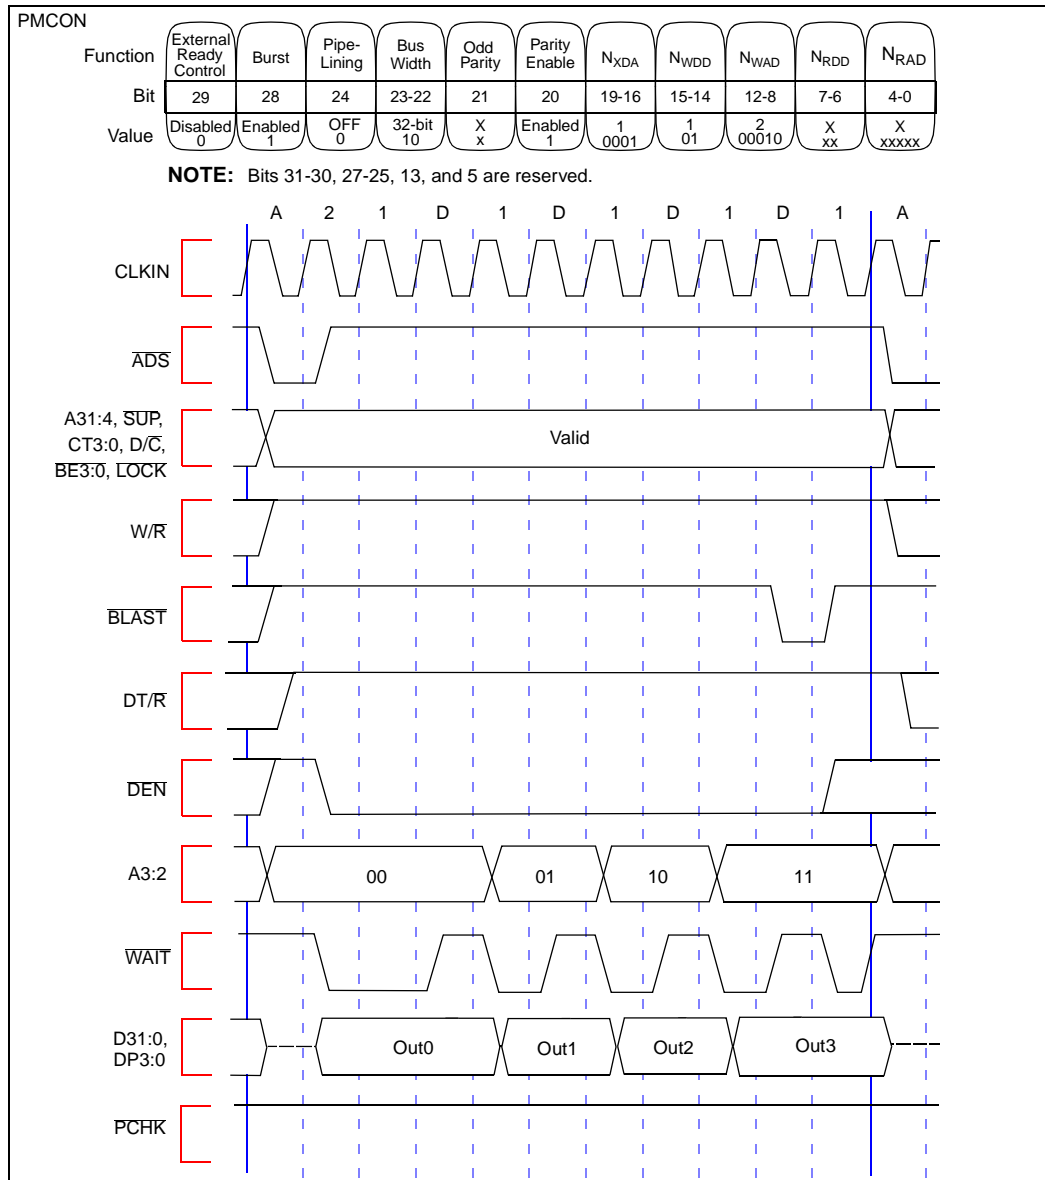 PMCON
Function External Ready Control Burst Pipe-Lining Bus Width Odd Parity Parity Enable NXDA NWDD NWAD NRDD NRAD
Bit 29 28 24 23-22 21 20 19-16 15-14 12-8 7-6 4-0
Value Disabled 0 Enabled 1 OFF 0 32-bit 10 X x Enabled 1 1 0001 1 01 2 00010 X xx X xxxxx
NOTE: Bits 31-30, 27-25, 13, and 5 are reserved.
A 2 1 D 1 D 1 D 1 D 1 A
CLKIN
ADS
A31:4, SUP,
CT3:0, D/C,
BE3:0, LOCK
Valid
W/R
BLAST
DT/R
DEN
A3:2 00 01 10 11
WAIT
D31:0,
DP3:0
Out0 Out1 Out2 Out3
PCHK